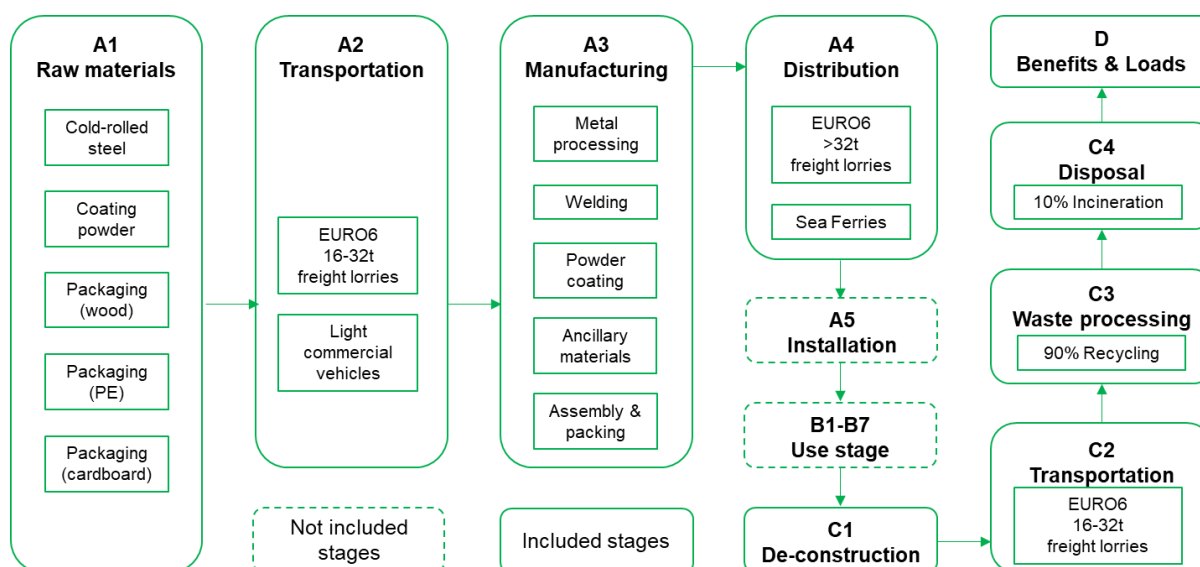 A1
Raw materials
Cold-rolled
steel
Coating
powder
Packaging
(wood)
Packaging
(PE)
Packaging
(cardboard)
A2
Transportation
EURO6
16-32t
freight lorries
Light
commercial
vehicles
Not included
stages
A3
Manufacturing
Metal
processing
Welding
Powder
coating
Ancillary
materials
Assembly &
packing
Included stages
A4
Distribution
EURO6
>32t
freight lorries
Sea Ferries
A5
Installation
B1-B7
Use stage
C1
De-construction
D
Benefits & Loads
C4
Disposal
10% Incineration
C3
Waste processing
90% Recycling
C2
Transportation
EURO6
16-32t
freight lorries